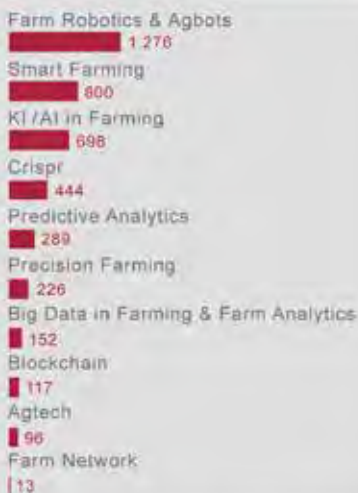 Farm Robotics & Agbots
1 276
Smart Farming
800
KI /AI in Farming
698
Crispr
444
Predictive Analytics
289
Precision Farming
226
Big Data in Farming & Farm Analytics
152
Blockchain
117
Agtech
96
Farm Network
13